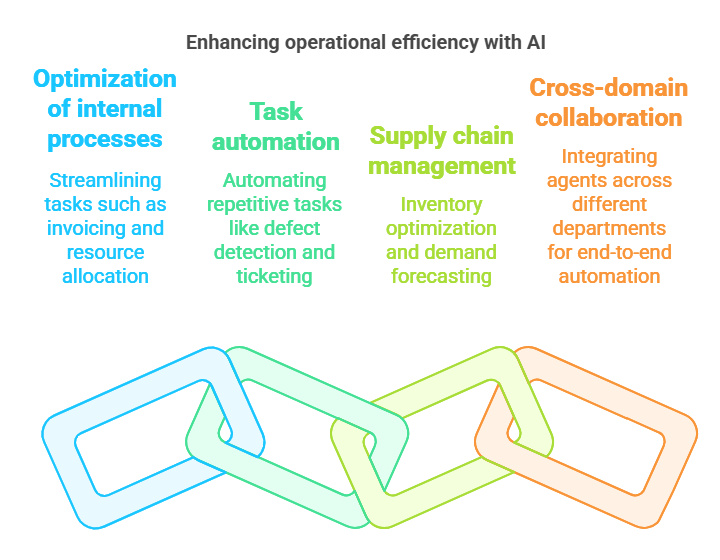 Enhancing operational efficiency with AI
Optimization
of internal
processes
Streamlining
tasks such as
invoicing and
resource
allocation
Task
automation
Automating
repetitive tasks
like defect
detection and
ticketing
Supply chain
management
Inventory
optimization
and demand
forecasting
Cross-domain
collaboration
Integrating
agents across
different
departments
for end-to-end
automation